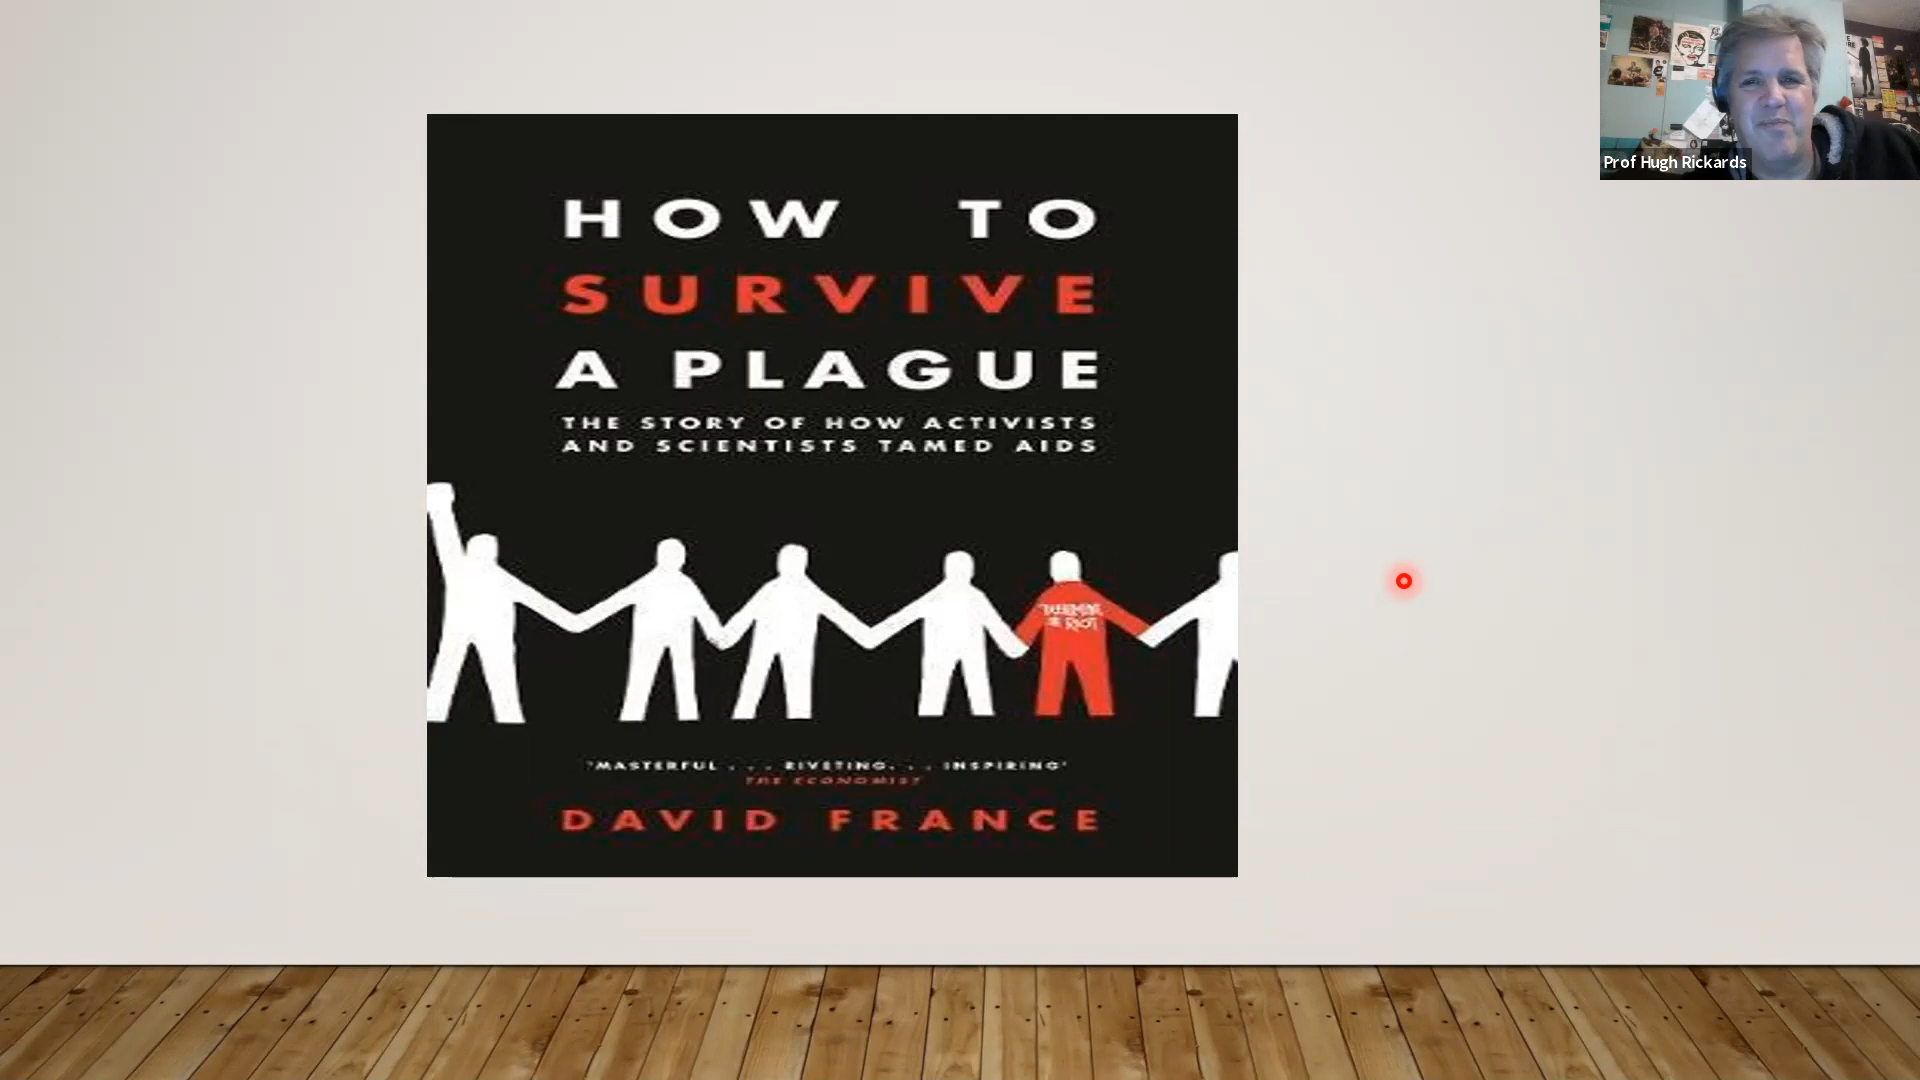 HOW TO
SURVIVE
A PLAGUE
THE STORY OF HOW ACTIVISTS
AND SCIENTISTS TAMED AIDS
'MASTERFUL . . . RIVETING. . . INSPIRING'
THE ECONOMIST
DAVID FRANCE
Prof Hugh Rickards